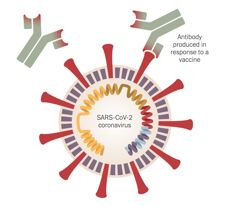 Antibody
produced in
response to a
vaccine
SARS-CoV-2
coronavirus